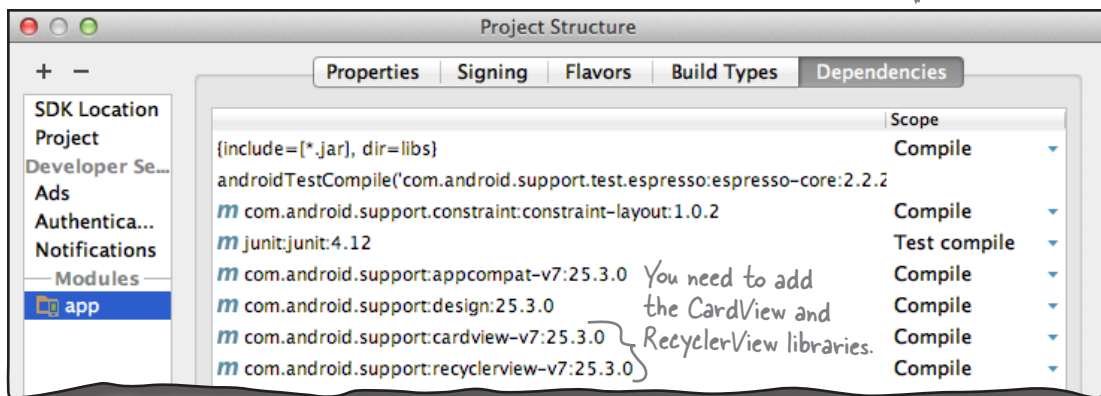 Project Structure
+ −
Properties Signing Flavors Build Types Dependencies
SDK Location
Project
Developer Se...
Ads
Authentica...
Notifications
Modules
app
Scope
{include=[*.jar], dir=libs} Compile
androidTestCompile('com.android.support.test.espresso:espresso-core:2.2.2
m com.android.support.constraint:constraint-layout:1.0.2 Compile
m junit:junit:4.12 Test compile
m com.android.support:appcompat-v7:25.3.0 Compile
m com.android.support:design:25.3.0 Compile
m com.android.support:cardview-v7:25.3.0 Compile
m com.android.support:recyclerview-v7:25.3.0 Compile
You need to add
the CardView and
RecyclerView libraries.